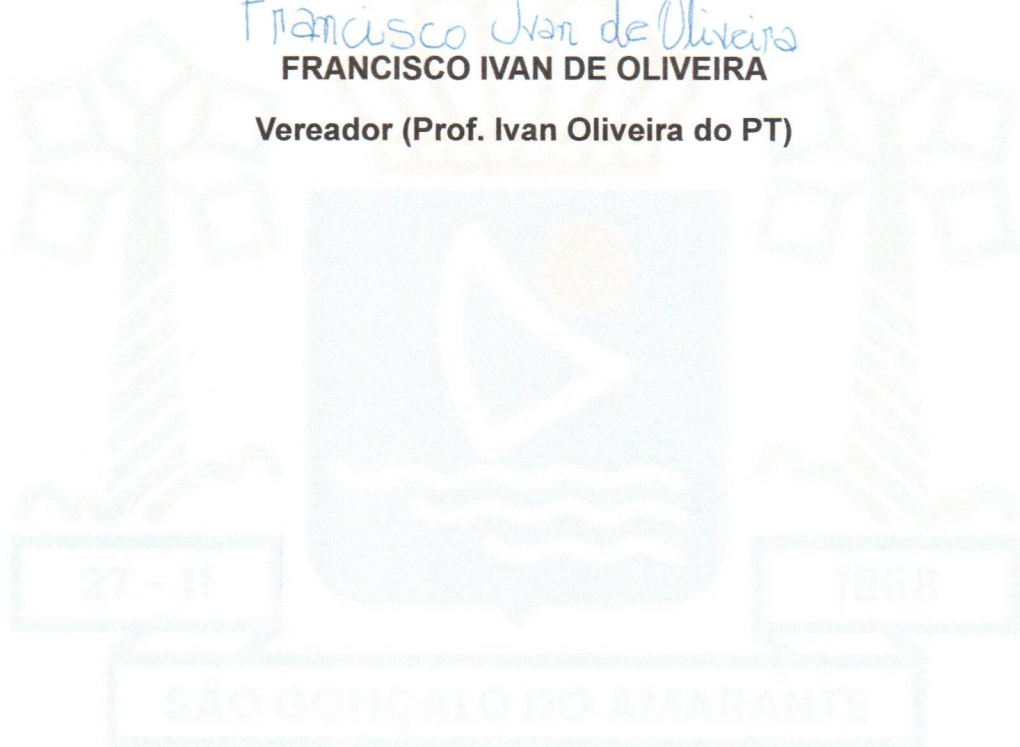 Francisco Ivan de Oliveira
FRANCISCO IVAN DE OLIVEIRA
Vereador (Prof. Ivan Oliveira do PT)
27 - 11
1868
SÃO GONÇALO DO AMARANTE